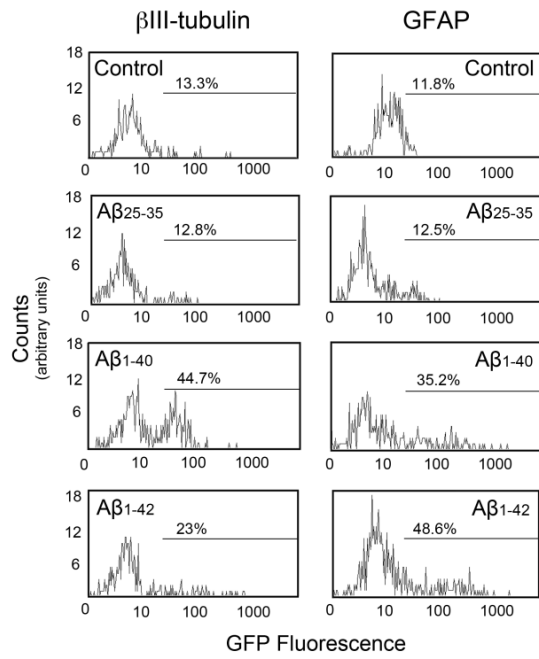 βIII-tubulin GFAP
18 18
Control Control
12 13.3% 12 11.8%
6 6
0 10 100 1000 0 10 100 1000
18 18
Aβ25-35 Aβ25-35
12 12.8% 12 12.5%
6 6
0 10 100 1000 0 10 100 1000
Counts
(arbitrary units)
18 18
Aβ1-40 Aβ1-40
12 44.7% 12 35.2%
6 6
0 10 100 1000 0 10 100 1000
18 18
Aβ1-42 Aβ1-42
12 23% 12 48.6%
6 6
0 10 100 1000 0 10 100 1000
GFP Fluorescence